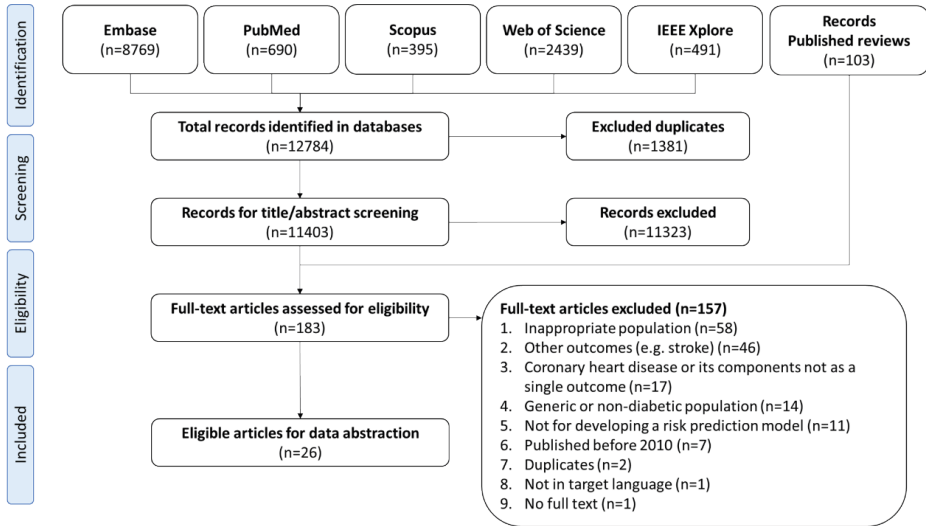 Identification
Embase
(n=8769)
PubMed
(n=690)
Scopus
(n=395)
Web of Science
(n=2439)
IEEE Xplore
(n=491)
Records
Published reviews
(n=103)
Total records identified in databases
(n=12784)
Excluded duplicates
(n=1381)
Screening
Records for title/abstract screening
(n=11403)
Records excluded
(n=11323)
Eligibility
Full-text articles assessed for eligibility
(n=183)
Full-text articles excluded (n=157)
1. Inappropriate population (n=58)
2. Other outcomes (e.g. stroke) (n=46)
3. Coronary heart disease or its components not as a
single outcome (n=17)
4. Generic or non-diabetic population (n=14)
5. Not for developing a risk prediction model (n=11)
6. Published before 2010 (n=7)
7. Duplicates (n=2)
8. Not in target language (n=1)
9. No full text (n=1)
Included
Eligible articles for data abstraction
(n=26)